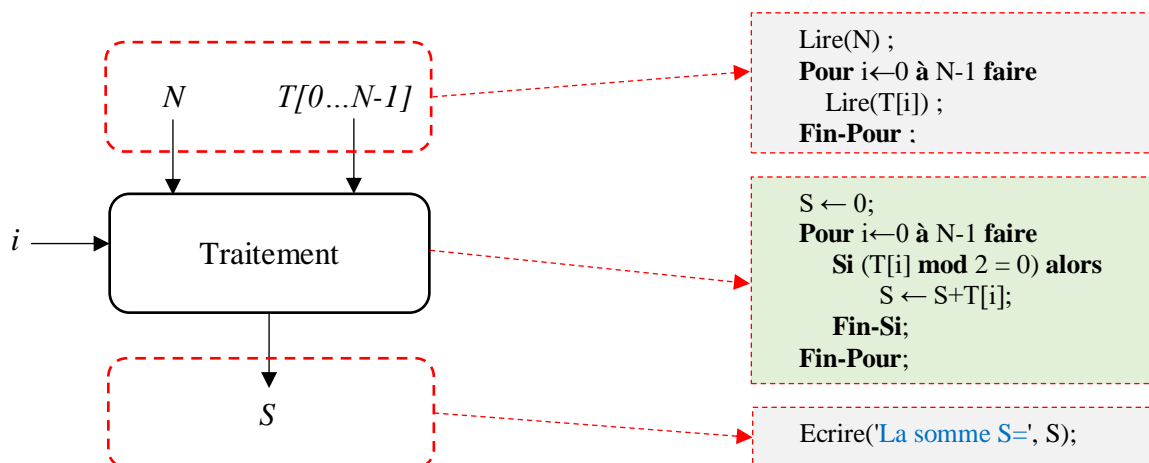 N
T[0…N-1]
i
Traitement
S
Lire(N) ;
Pour i←0 à N-1 faire
Lire(T[i]) ;
Fin-Pour ;
S ← 0;
Pour i←0 à N-1 faire
Si (T[i] mod 2 = 0) alors
S ← S+T[i];
Fin-Si;
Fin-Pour;
Ecrire('La somme S=', S);